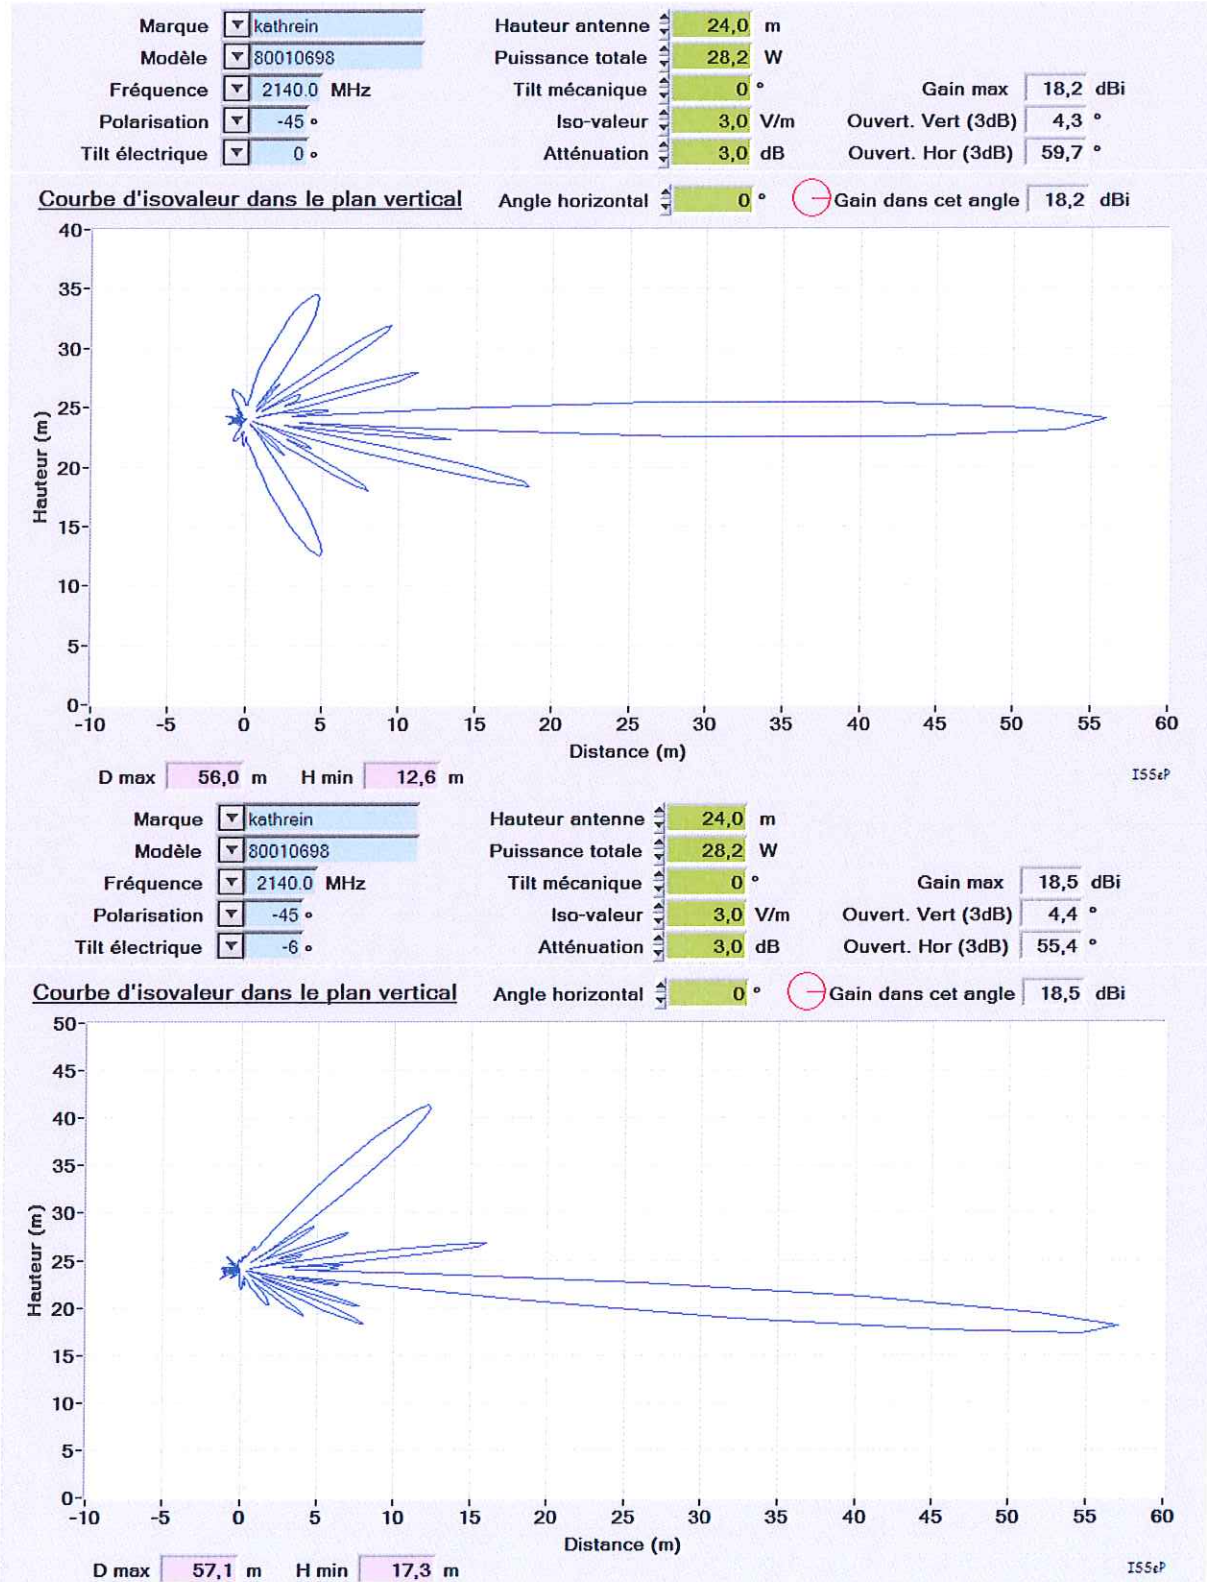 Marque kathrein Hauteur antenne 24,0 m
Modèle 80010698 Puissance totale 28,2 W
Fréquence 2140.0 MHz Tilt mécanique 0 ° Gain max 18,2 dBi
Polarisation -45 ° Iso-valeur 3,0 V/m Ouvert. Vert (3dB) 4,3 °
Tilt électrique 0 ° Atténuation 3,0 dB Ouvert. Hor (3dB) 59,7 °
Courbe d'isovaleur dans le plan vertical Angle horizontal 0 ° Gain dans cet angle 18,2 dBi
40
35
30
25
20
15
10
5
0
Hauteur (m)
-10 -5 0 5 10 15 20 25 30 35 40 45 50 55 60
Distance (m)
D max 56,0 m H min 12,6 m ISSeP
Marque kathrein Hauteur antenne 24,0 m
Modèle 80010698 Puissance totale 28,2 W
Fréquence 2140.0 MHz Tilt mécanique 0 ° Gain max 18,5 dBi
Polarisation -45 ° Iso-valeur 3,0 V/m Ouvert. Vert (3dB) 4,4 °
Tilt électrique -6 ° Atténuation 3,0 dB Ouvert. Hor (3dB) 55,4 °
Courbe d'isovaleur dans le plan vertical Angle horizontal 0 ° Gain dans cet angle 18,5 dBi
50
45
40
35
30
25
20
15
10
5
0
Hauteur (m)
-10 -5 0 5 10 15 20 25 30 35 40 45 50 55 60
Distance (m)
D max 57,1 m H min 17,3 m ISSeP